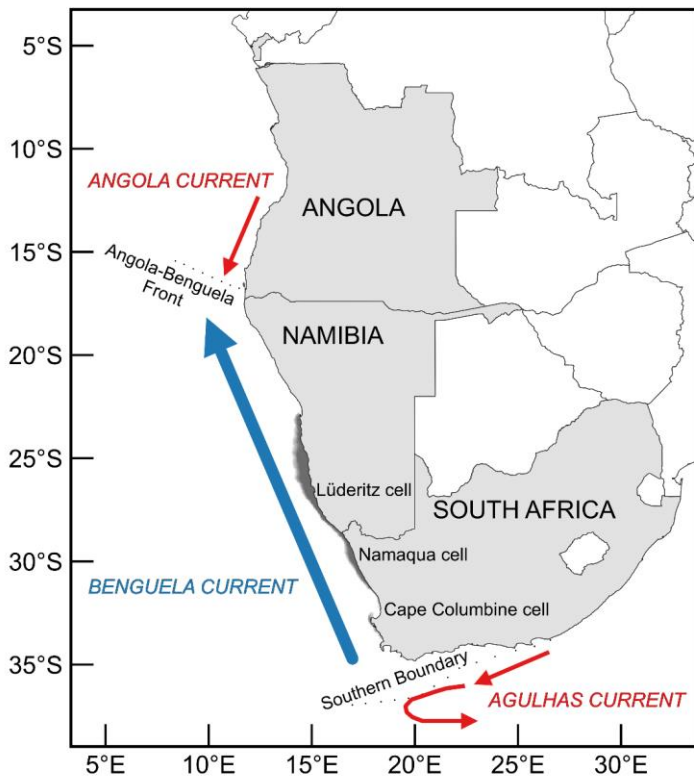 5°S
10°S
ANGOLA CURRENT
ANGOLA
15°S
Angola-Benguela
Front
NAMIBIA
20°S
25°S
Lüderitz cell
SOUTH AFRICA
Namaqua cell
30°S
BENGUELA CURRENT
Cape Columbine cell
35°S
Southern Boundary
AGULHAS CURRENT
5°E 10°E 15°E 20°E 25°E 30°E